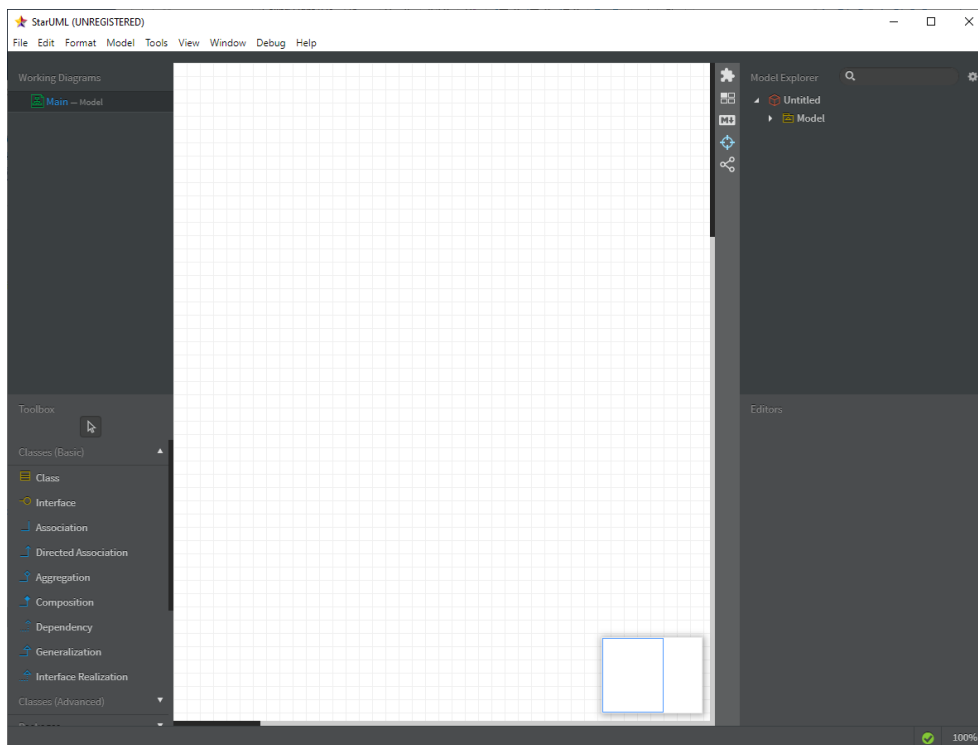 StarUML (UNREGISTERED)
File Edit Format Model Tools View Window Debug Help
Working Diagrams
Main — Model
Toolbox
Classes (Basic)
Class
Interface
Association
Directed Association
Aggregation
Composition
Dependency
Generalization
Interface Realization
Classes (Advanced)
M↓
Model Explorer
Untitled
Model
Editors
100%